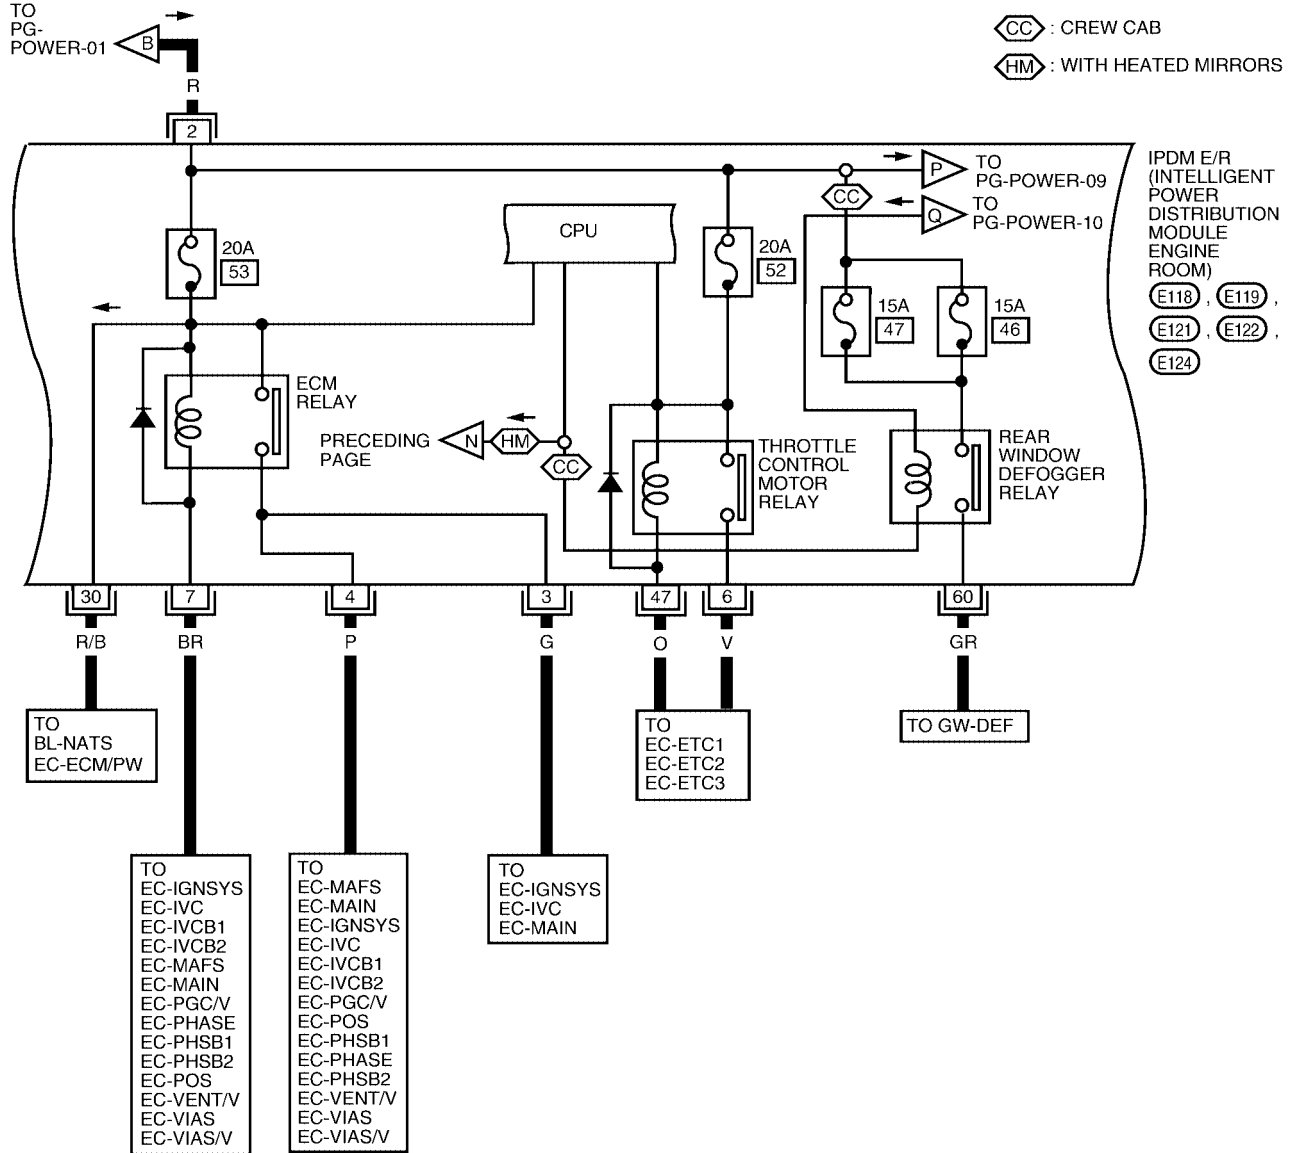 TO
PG-
POWER-01
B
R
2
CC : CREW CAB
HM : WITH HEATED MIRRORS
P
TO
PG-POWER-09
CC
Q
TO
PG-POWER-10
IPDM E/R
(INTELLIGENT
POWER
DISTRIBUTION
MODULE
ENGINE
ROOM)
E118 , E119 ,
E121 , E122 ,
E124
CPU
20A
53
20A
52
15A
47
15A
46
ECM
RELAY
PRECEDING
PAGE
N
HM
CC
THROTTLE
CONTROL
MOTOR
RELAY
REAR
WINDOW
DEFOGGER
RELAY
30
7
4
3
47
6
60
R/B
BR
P
G
O
V
GR
TO
BL-NATS
EC-ECM/PW
TO
EC-ETC1
EC-ETC2
EC-ETC3
TO GW-DEF
TO
EC-IGNSYS
EC-IVC
EC-IVCB1
EC-IVCB2
EC-MAFS
EC-MAIN
EC-PGC/V
EC-PHASE
EC-PHSB1
EC-PHSB2
EC-POS
EC-VENT/V
EC-VIAS
EC-VIAS/V
TO
EC-MAFS
EC-MAIN
EC-IGNSYS
EC-IVC
EC-IVCB1
EC-IVCB2
EC-PGC/V
EC-POS
EC-PHSB1
EC-PHASE
EC-PHSB2
EC-VENT/V
EC-VIAS
EC-VIAS/V
TO
EC-IGNSYS
EC-IVC
EC-MAIN